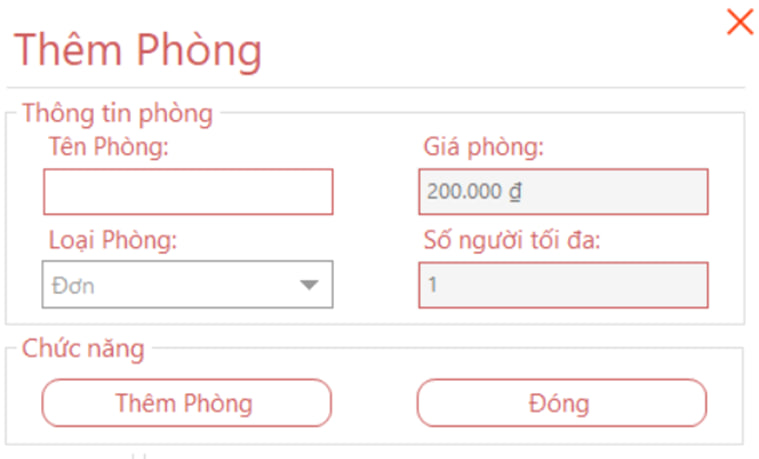 Thêm Phòng
Thông tin phòng
Tên Phòng:
Giá phòng:
200.000 ₫
Loại Phòng:
Số người tối đa:
Đơn
1
Chức năng
Thêm Phòng
Đóng